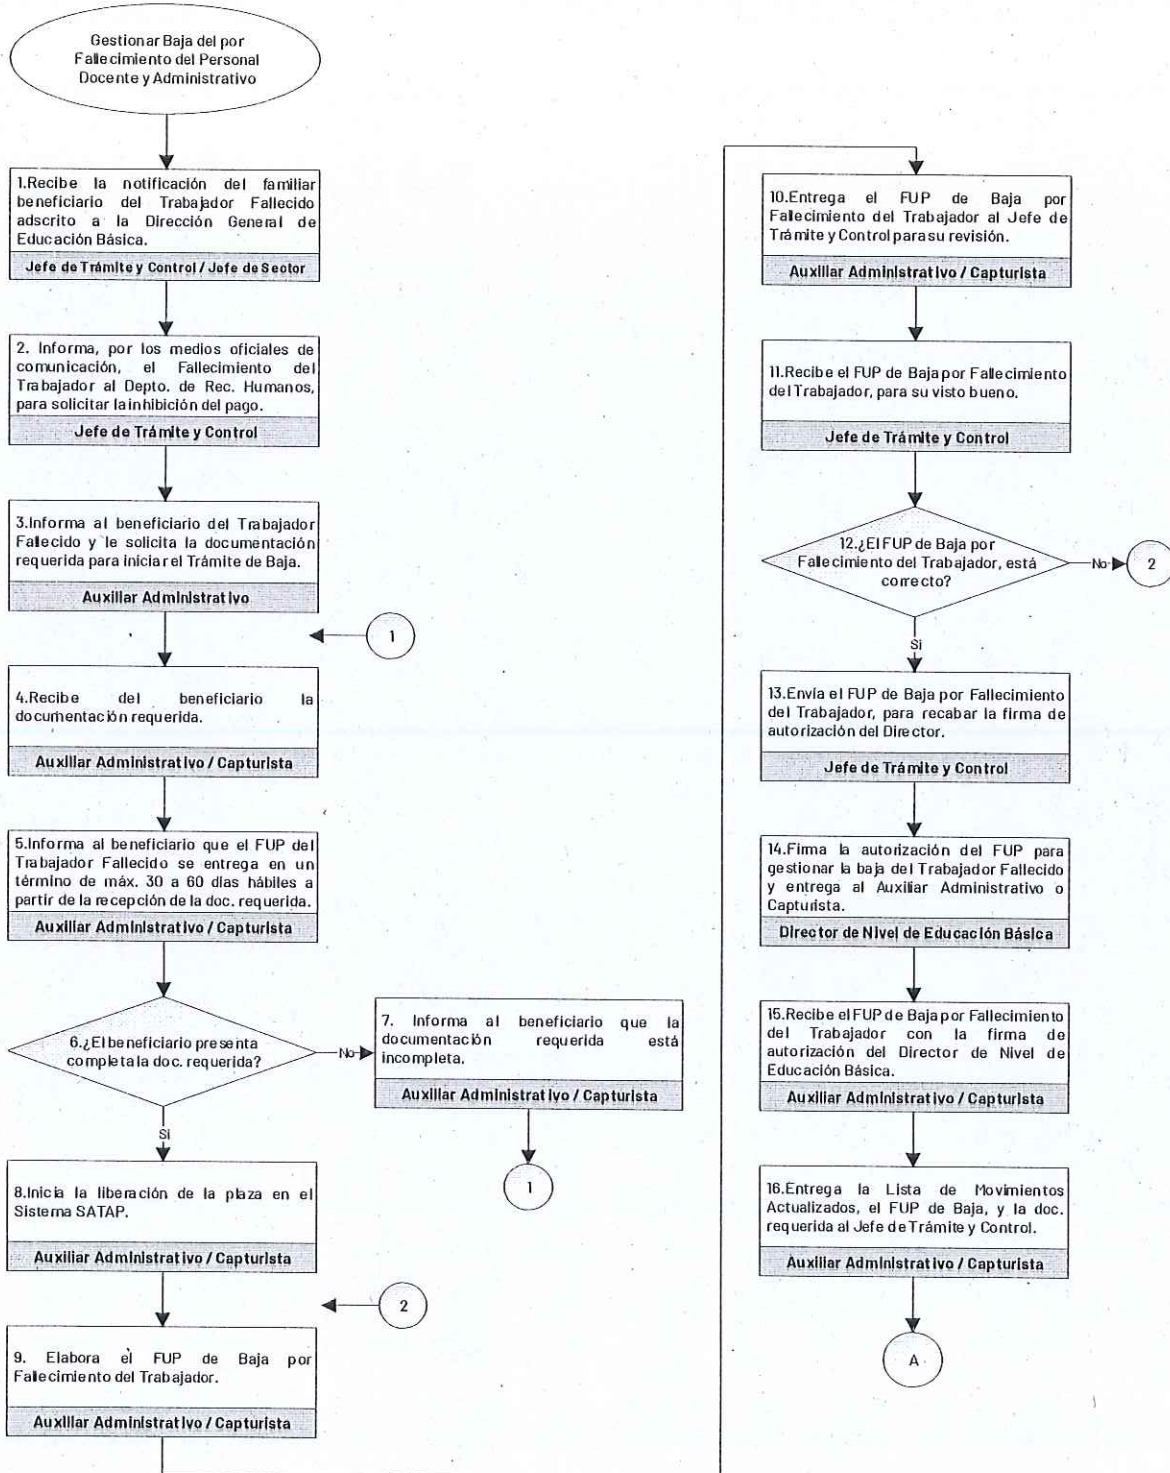 Gestionar Baja del por
Fallecimiento del Personal
Docente y Administrativo
1.Recibe la notificación del familiar
beneficiario del Trabajador Fallecido
adscrito a la Dirección General de
Educación Básica.
Jefe de Trámite y Control / Jefe de Sector
2. Informa, por los medios oficiales de
comunicación, el Fallecimiento del
Trabajador al Depto. de Rec. Humanos,
para solicitar la inhibición del pago.
Jefe de Trámite y Control
3.Informa al beneficiario del Trabajador
Fallecido y le solicita la documentación
requerida para iniciar el Trámite de Baja.
Auxiliar Administrativo
1
4.Recibe del beneficiario la
documentación requerida.
Auxiliar Administrativo / Capturista
5.Informa al beneficiario que el FUP del
Trabajador Fallecido se entrega en un
término de máx. 30 a 60 días hábiles a
partir de la recepción de la doc. requerida.
Auxiliar Administrativo / Capturista
6.¿El beneficiario presenta
completa la doc. requerida?
No
7. Informa al beneficiario que la
documentación requerida está
incompleta.
Auxiliar Administrativo / Capturista
1
Si
8.Inicia la liberación de la plaza en el
Sistema SATAP.
Auxiliar Administrativo / Capturista
2
9. Elabora el FUP de Baja por
Fallecimiento del Trabajador.
Auxiliar Administrativo / Capturista
10.Entrega el FUP de Baja por
Fallecimiento del Trabajador al Jefe de
Trámite y Control para su revisión.
Auxiliar Administrativo / Capturista
11.Recibe el FUP de Baja por Fallecimiento
del Trabajador, para su visto bueno.
Jefe de Trámite y Control
12.¿El FUP de Baja por
Fallecimiento del Trabajador, está
correcto?
No
2
Si
13.Envía el FUP de Baja por Fallecimiento
del Trabajador, para recabar la firma de
autorización del Director.
Jefe de Trámite y Control
14.Firma la autorización del FUP para
gestionar la baja del Trabajador Fallecido
y entrega al Auxiliar Administrativo o
Capturista.
Director de Nivel de Educación Básica
15.Recibe el FUP de Baja por Fallecimiento
del Trabajador con la firma de
autorización del Director de Nivel de
Educación Básica.
Auxiliar Administrativo / Capturista
16.Entrega la Lista de Movimientos
Actualizados, el FUP de Baja, y la doc.
requerida al Jefe de Trámite y Control.
Auxiliar Administrativo / Capturista
A